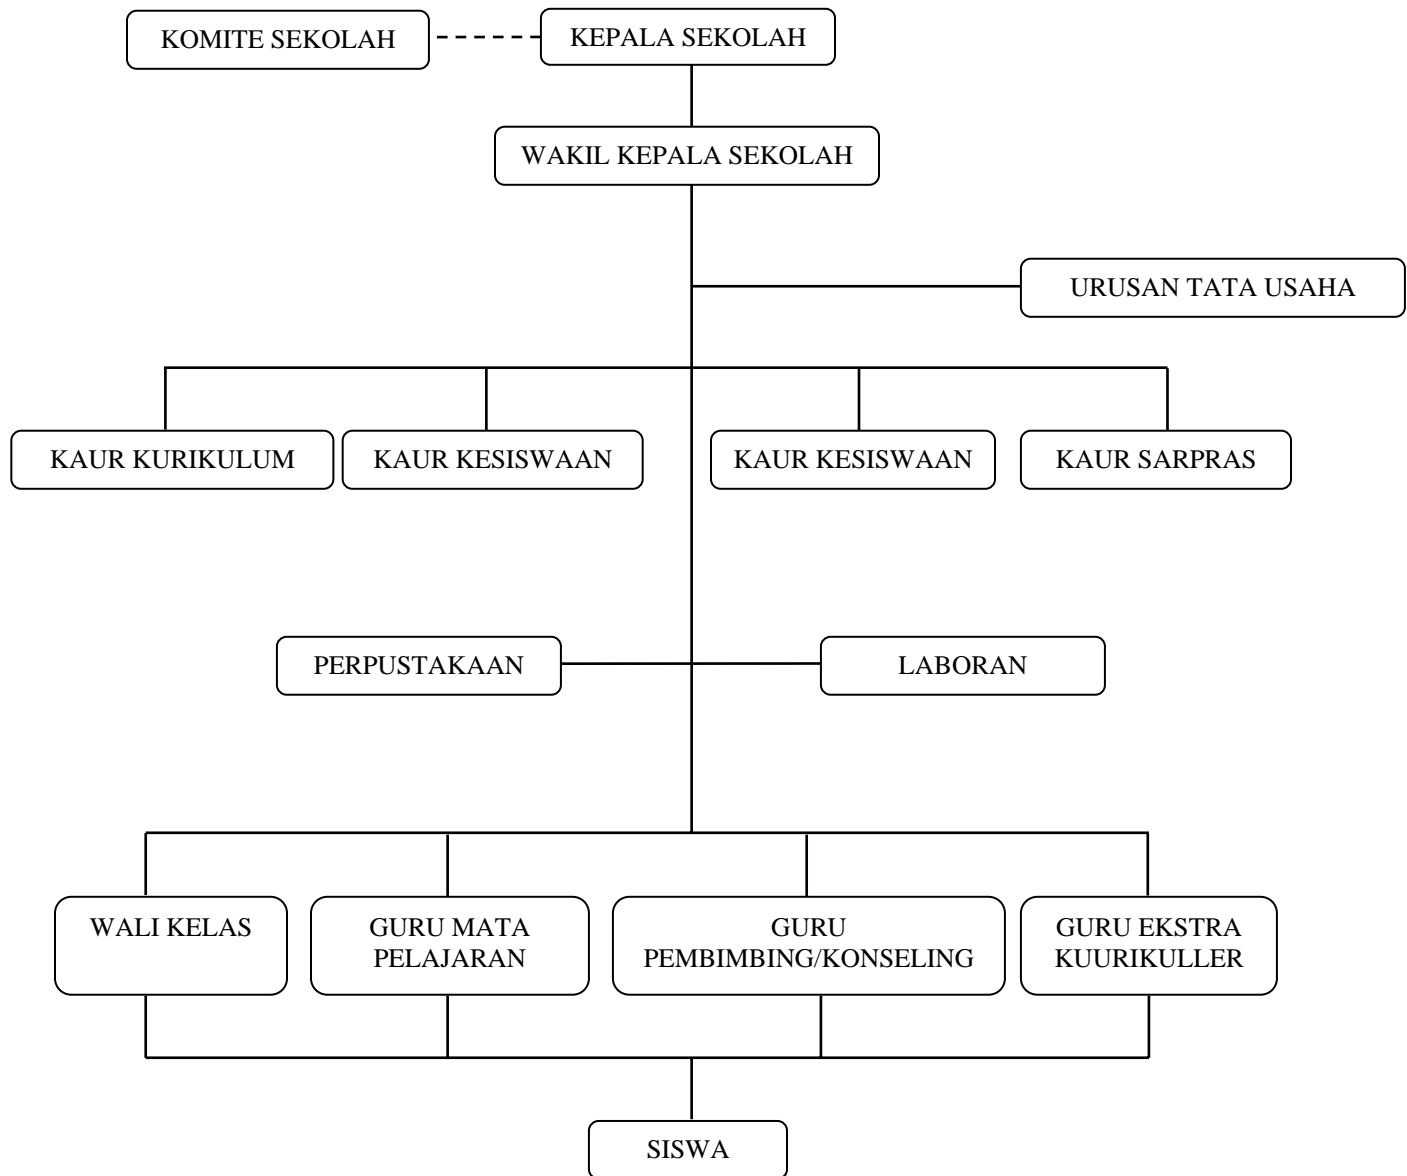 KOMITE SEKOLAH
KEPALA SEKOLAH
WAKIL KEPALA SEKOLAH
URUSAN TATA USAHA
KAUR KURIKULUM
KAUR KESISWAAN
KAUR KESISWAAN
KAUR SARPRAS
PERPUSTAKAAN
LABORAN
WALI KELAS
GURU MATA
PELAJARAN
GURU
PEMBIMBING/KONSELING
GURU EKSTRA
KUURIKULLER
SISWA